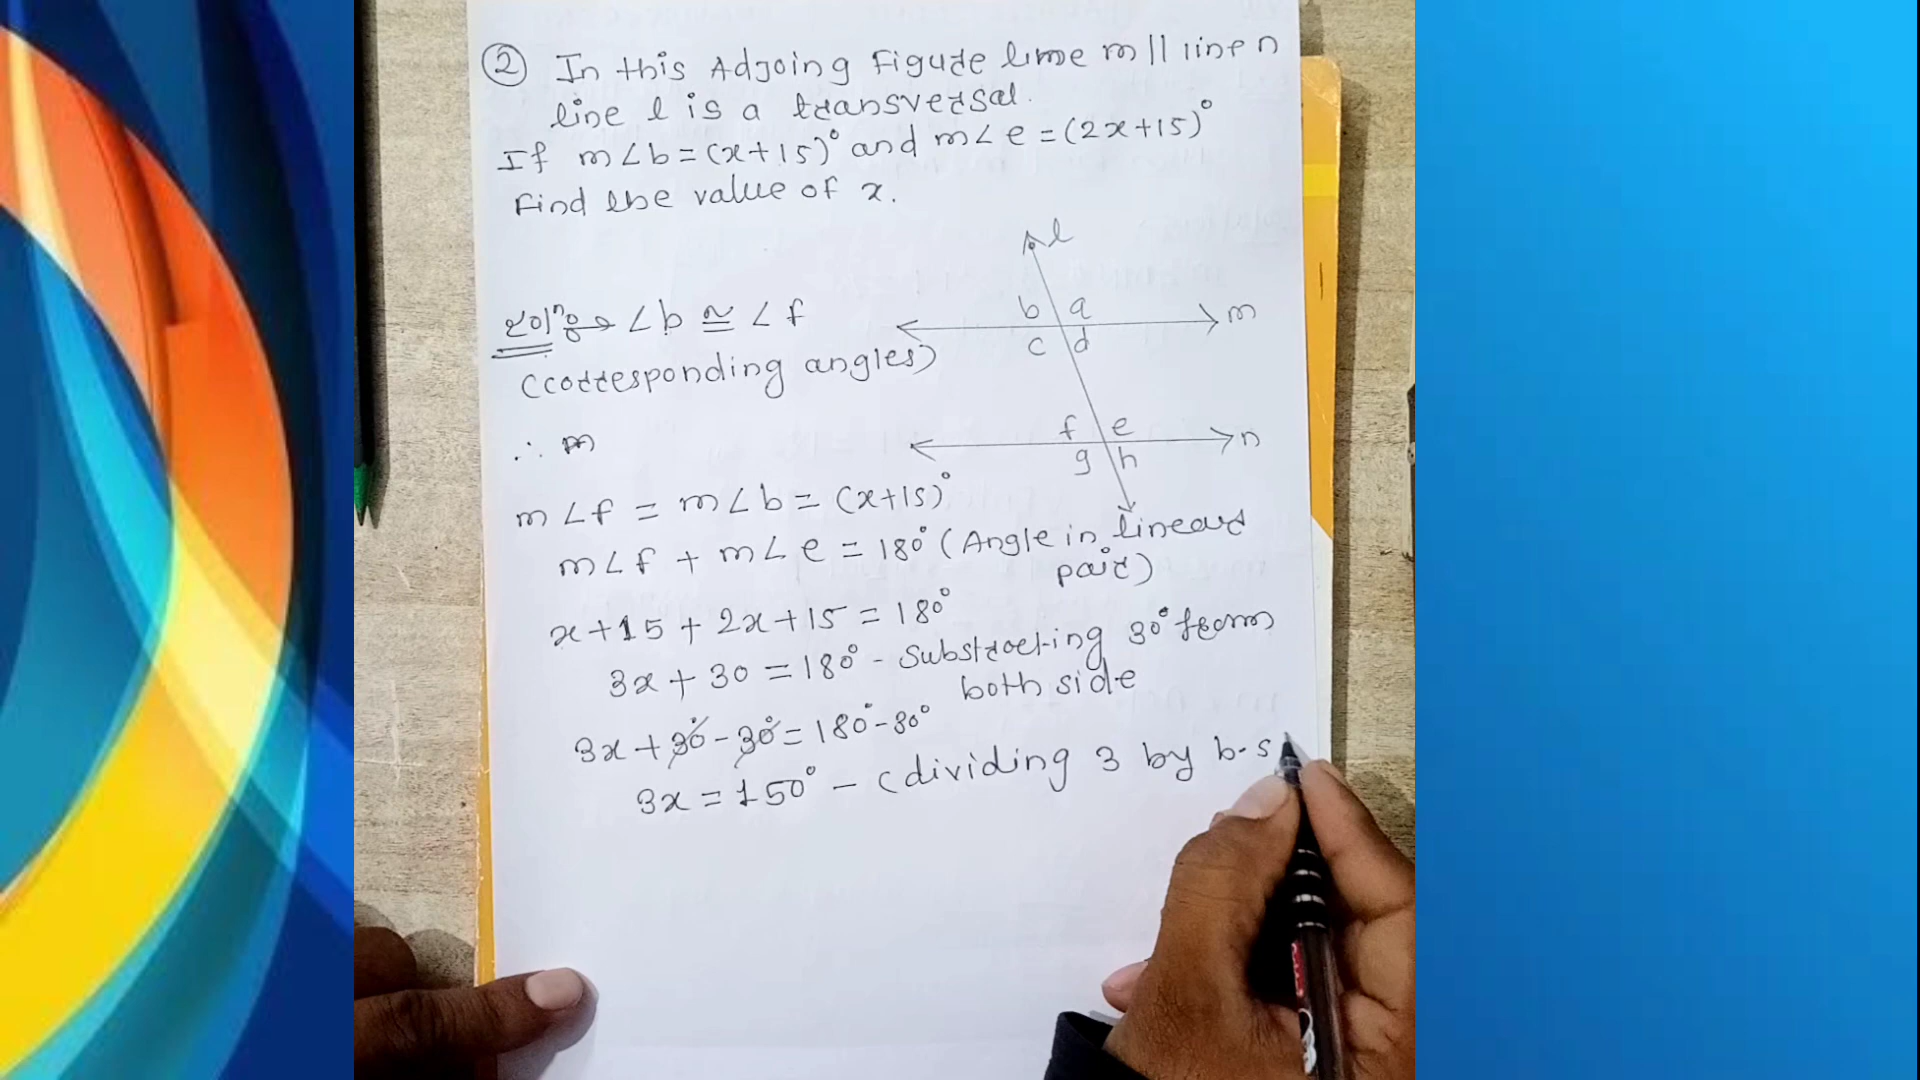 ② In this Adjoing Figure line m || line n
line l is a transversal.
If m∠b = (x+15)° and m∠e = (2x+15)°
Find the value of x.
l
b a m
c d
f e n
g h
Solⁿ: → ∠b ≅ ∠f
(corresponding angles)
∴ m
m∠f = m∠b = (x+15)°
m∠f + m∠e = 180° (Angle in linear
pair)
x+15 + 2x+15 = 180°
3x + 30 = 180° - Substracting 30° from
both side
3x + 30° - 30° = 180° - 30°
3x = 150° - (dividing 3 by b.s